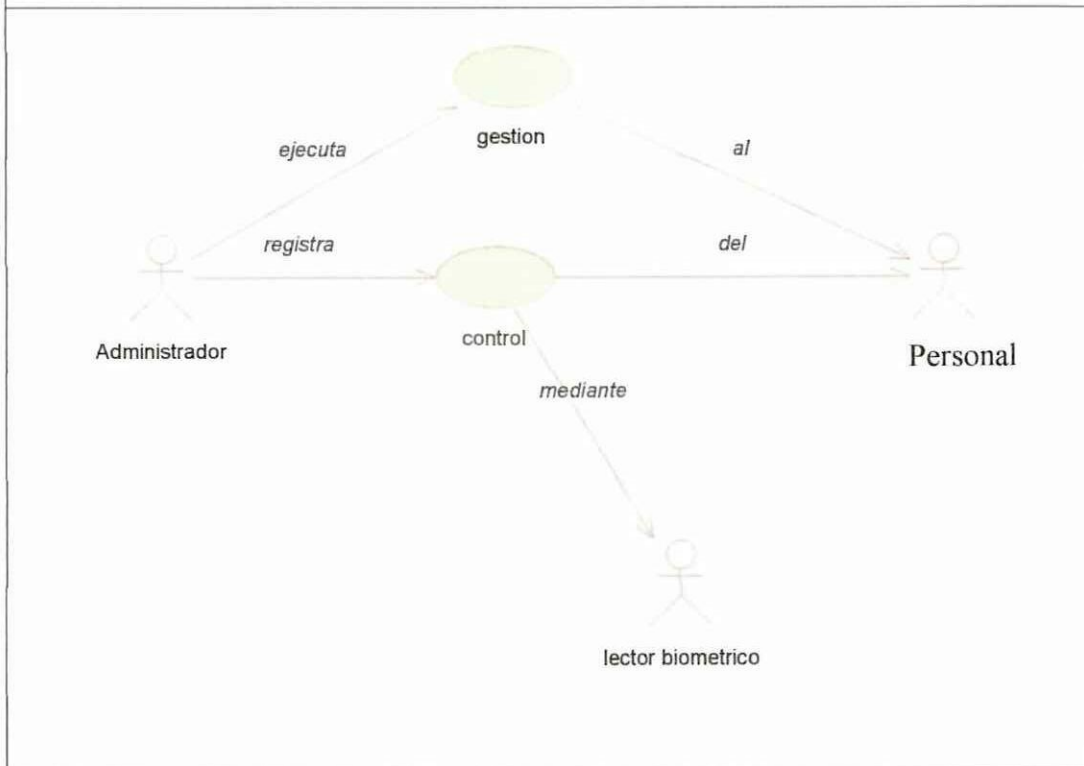 gestion
ejecuta
al
registra
del
Administrador
control
Personal
mediante
lector biometrico